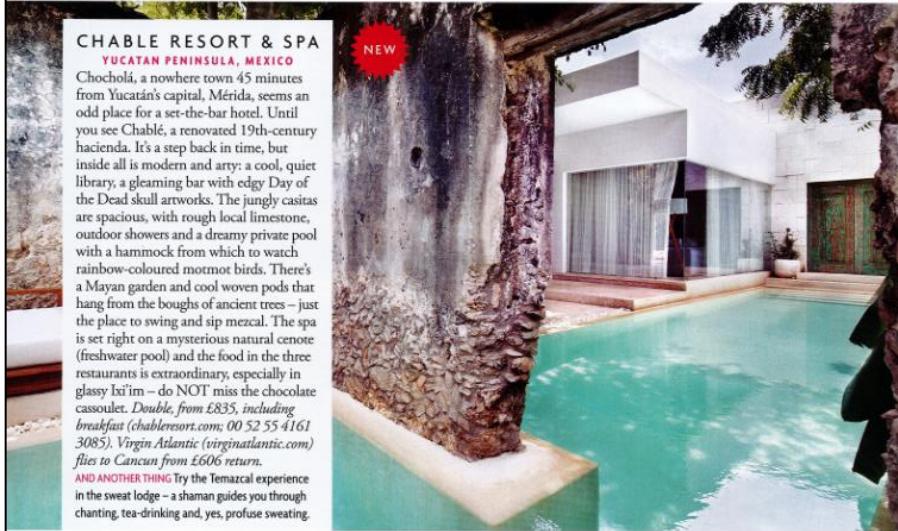 CHABLE RESORT & SPA
YUCATAN PENINSULA, MEXICO
Chocholá, a nowhere town 45 minutes
from Yucatán's capital, Mérida, seems an
odd place for a set-the-bar hotel. Until
you see Chablé, a renovated 19th-century
hacienda. It's a step back in time, but
inside all is modern and arty: a cool, quiet
library, a gleaming bar with edgy Day of
the Dead skull artworks. The jungly casitas
are spacious, with rough local limestone,
outdoor showers and a dreamy private pool
with a hammock from which to watch
rainbow-coloured motmot birds. There's
a Mayan garden and cool woven pods that
hang from the boughs of ancient trees – just
the place to swing and sip mezcal. The spa
is set right on a mysterious natural cenote
(freshwater pool) and the food in the three
restaurants is extraordinary, especially in
glassy Ixi'im – do NOT miss the chocolate
cassoulet. Double, from £835, including
breakfast (chableresort.com; 00 52 55 4161
3085). Virgin Atlantic (virginatlantic.com)
flies to Cancun from £606 return.
AND ANOTHER THING Try the Temazcal experience
in the sweat lodge – a shaman guides you through
chanting, tea-drinking and, yes, profuse sweating.
NEW